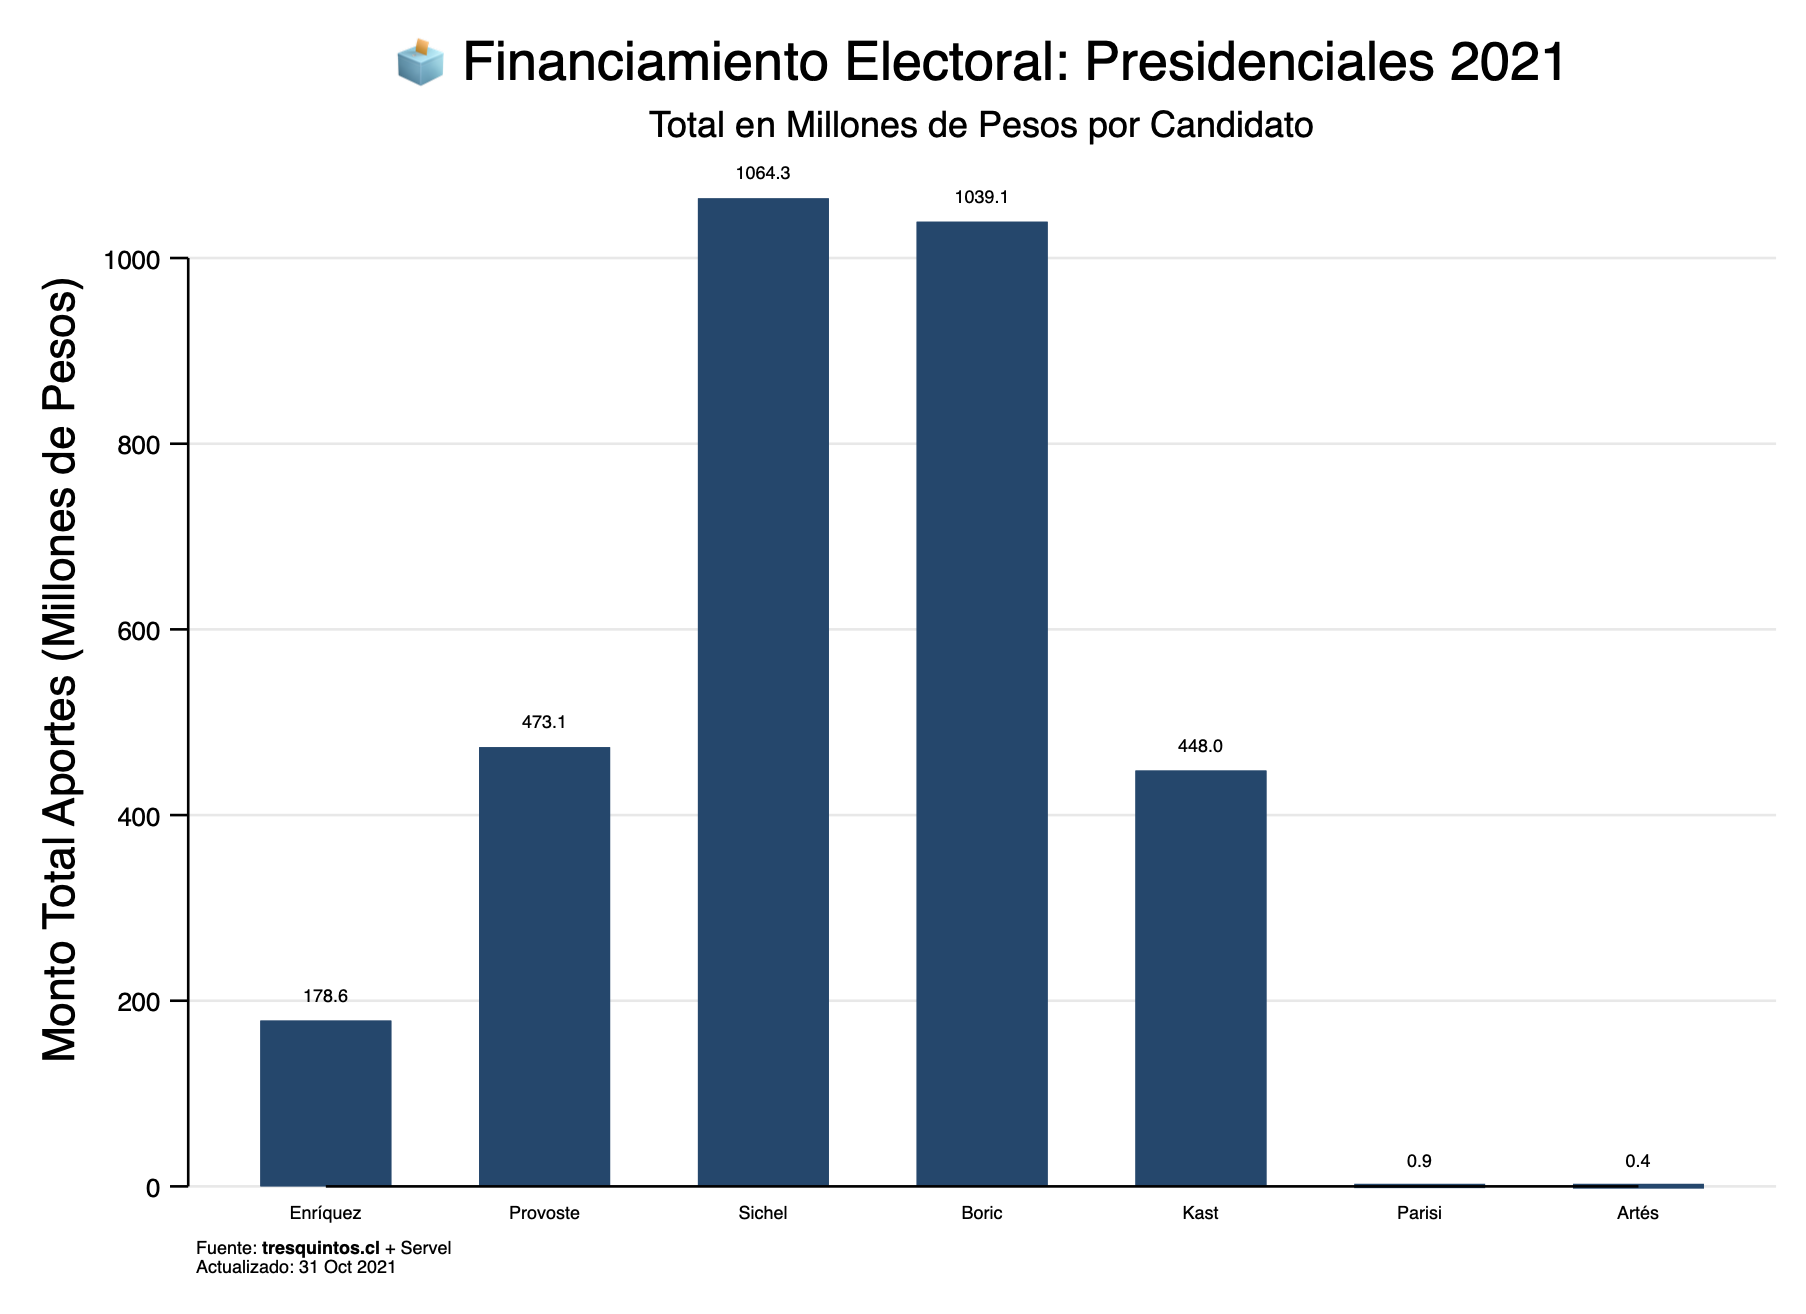 Financiamiento Electoral: Presidenciales 2021
Total en Millones de Pesos por Candidato
Monto Total Aportes (Millones de Pesos)
1000
800
600
400
200
0
178.6
473.1
1064.3
1039.1
448.0
0.9
0.4
Enríquez
Provoste
Sichel
Boric
Kast
Parisi
Artés
Fuente: tresquintos.cl + Servel
Actualizado: 31 Oct 2021